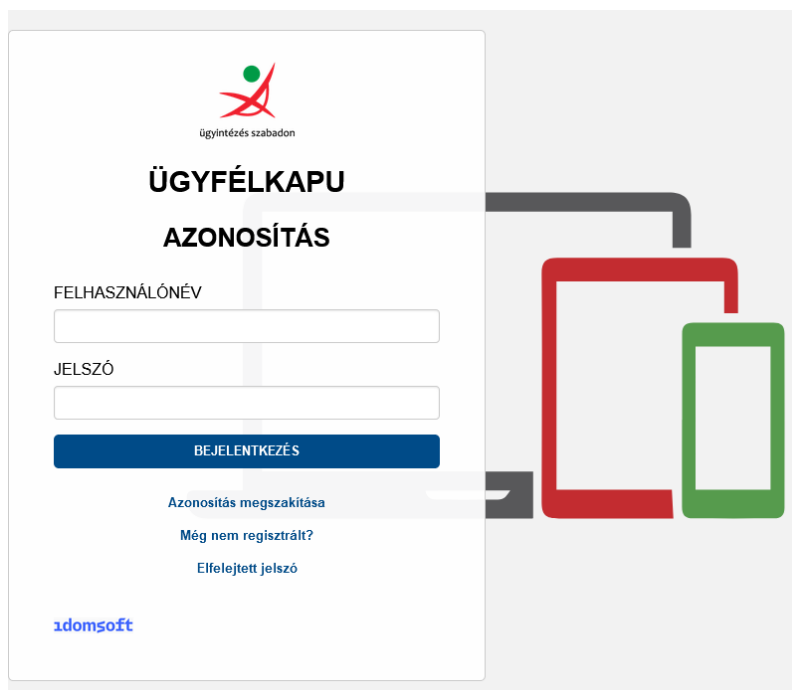 ügyintézés szabadon
ÜGYFÉLKAPU
AZONOSÍTÁS
FELHASZNÁLÓNÉV
JELSZÓ
BEJELENTKEZÉS
Azonosítás megszakítása
Még nem regisztrált?
Elfelejtett jelszó
idomsoft